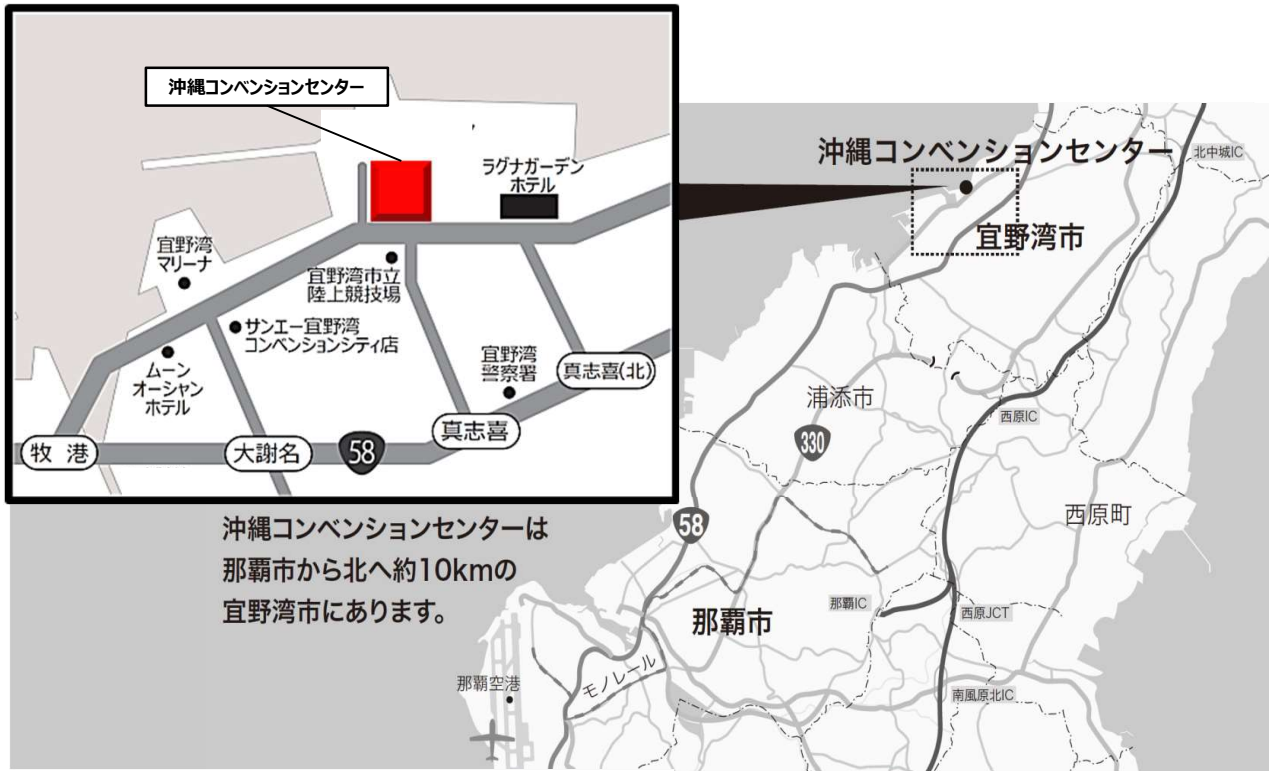 沖縄コンベンションセンター
ラグナガーデン
ホテル
宜野湾
マリーナ
宜野湾市立
陸上競技場
サンエー宜野湾
コンベンションシティ店
ムーン
オーシャン
ホテル
宜野湾
警察署
真志喜(北)
真志喜
牧 港
大謝名
58
沖縄コンベンションセンターは
那覇市から北へ約10kmの
宜野湾市にあります。
沖縄コンベンションセンター
北中城IC
宜野湾市
浦添市
西原IC
330
西原町
58
那覇IC
西原JCT
那覇市
モノレール
那覇空港
南風原北IC